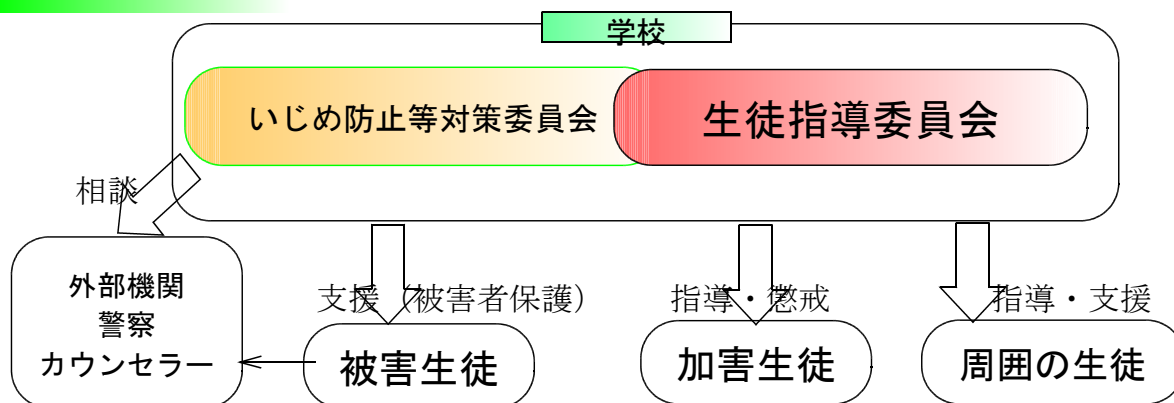 学校
いじめ防止等対策委員会
生徒指導委員会
相談
外部機関
警察
カウンセラー
支援（被害者保護）
指導・懲戒
指導・支援
被害生徒
加害生徒
周囲の生徒